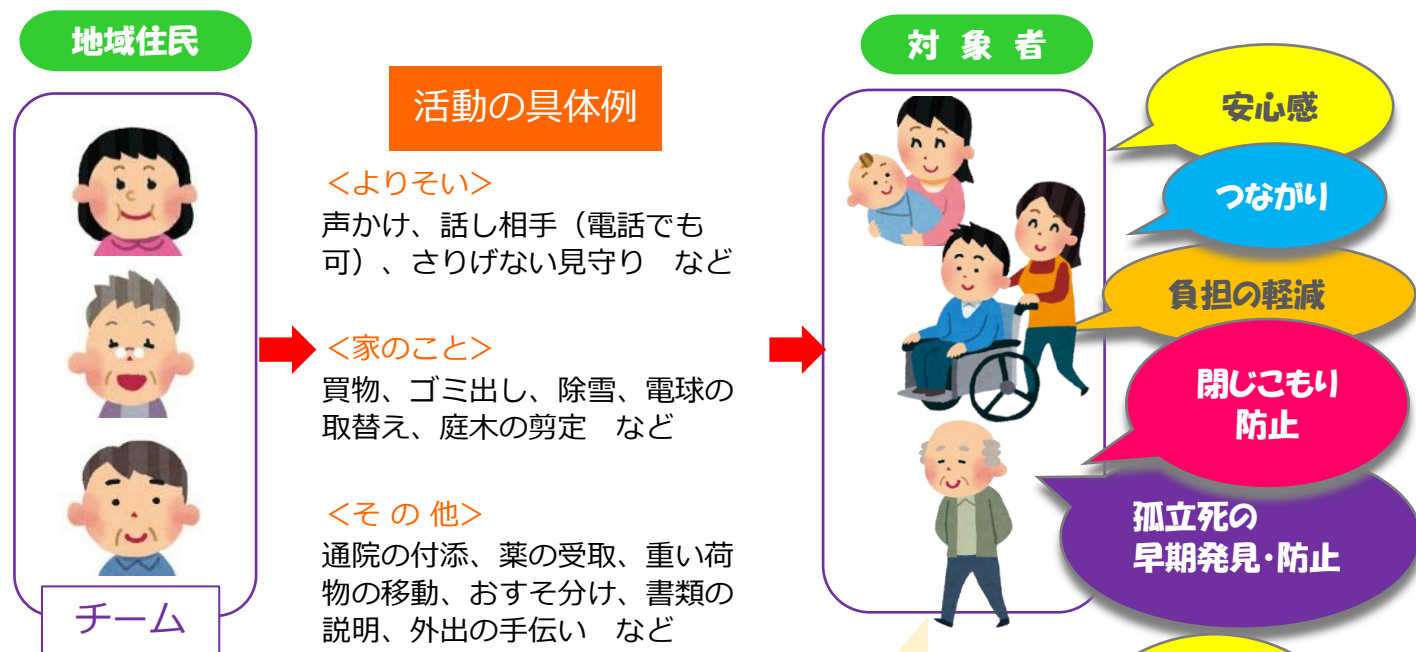 地域住民
チーム
活動の具体例
＜よりそい＞
声かけ、話し相手（電話でも
可）、さりげない見守り　など
＜家のこと＞
買物、ゴミ出し、除雪、電球の
取替え、庭木の剪定　など
＜そ の 他＞
通院の付添、薬の受取、重い荷
物の移動、おすそ分け、書類の
説明、外出の手伝い　など
対 象 者
安心感
つながり
負担の軽減
閉じこもり
防止
孤立死の
早期発見・防止